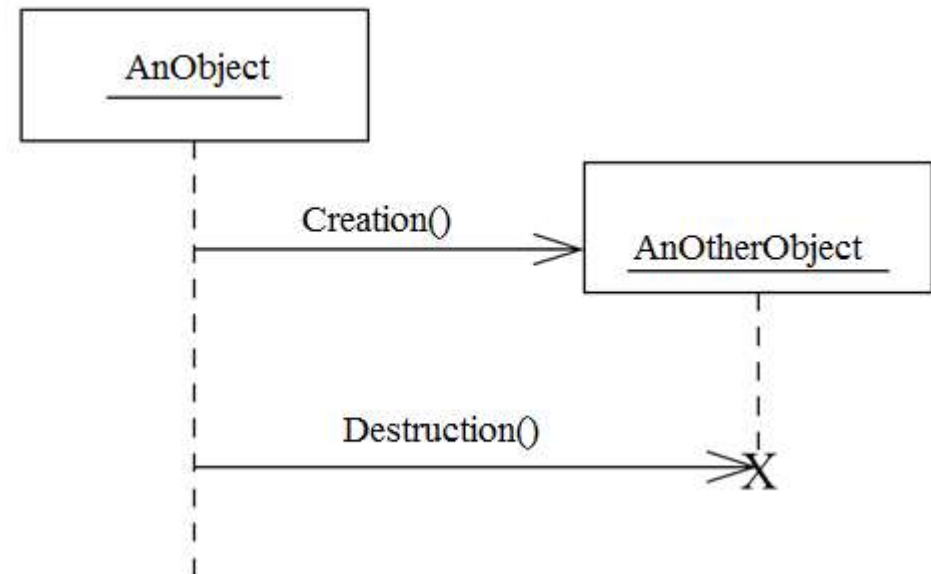 AnObject
Creation()
AnOtherObject
Destruction()
X